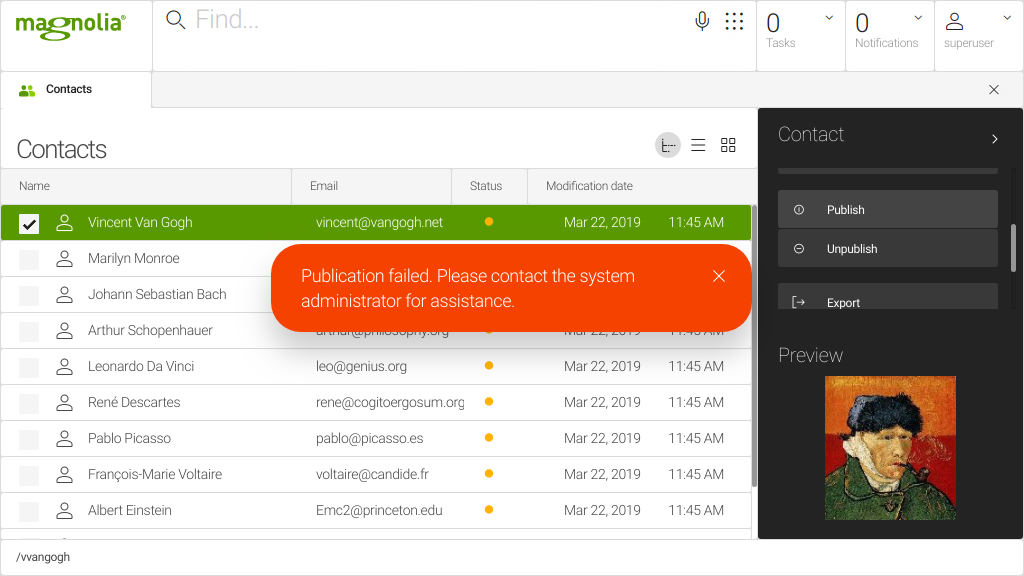 magnolia®
Find...
0
Tasks
0
Notifications
superuser
Contacts
Contacts
Name Email Status Modification date
Vincent Van Gogh vincent@vangogh.net Mar 22, 2019 11:45 AM
Marilyn Monroe
Johann Sebastian Bach
Arthur Schopenhauer arthur@philosophy.org Mar 22, 2019 11:45 AM
Leonardo Da Vinci leo@genius.org Mar 22, 2019 11:45 AM
René Descartes rene@cogitoergosum.org Mar 22, 2019 11:45 AM
Pablo Picasso pablo@picasso.es Mar 22, 2019 11:45 AM
François-Marie Voltaire voltaire@candide.fr Mar 22, 2019 11:45 AM
Albert Einstein Emc2@princeton.edu Mar 22, 2019 11:45 AM
Publication failed. Please contact the system
administrator for assistance.
Contact
Publish
Unpublish
Export
Preview
/vvangogh